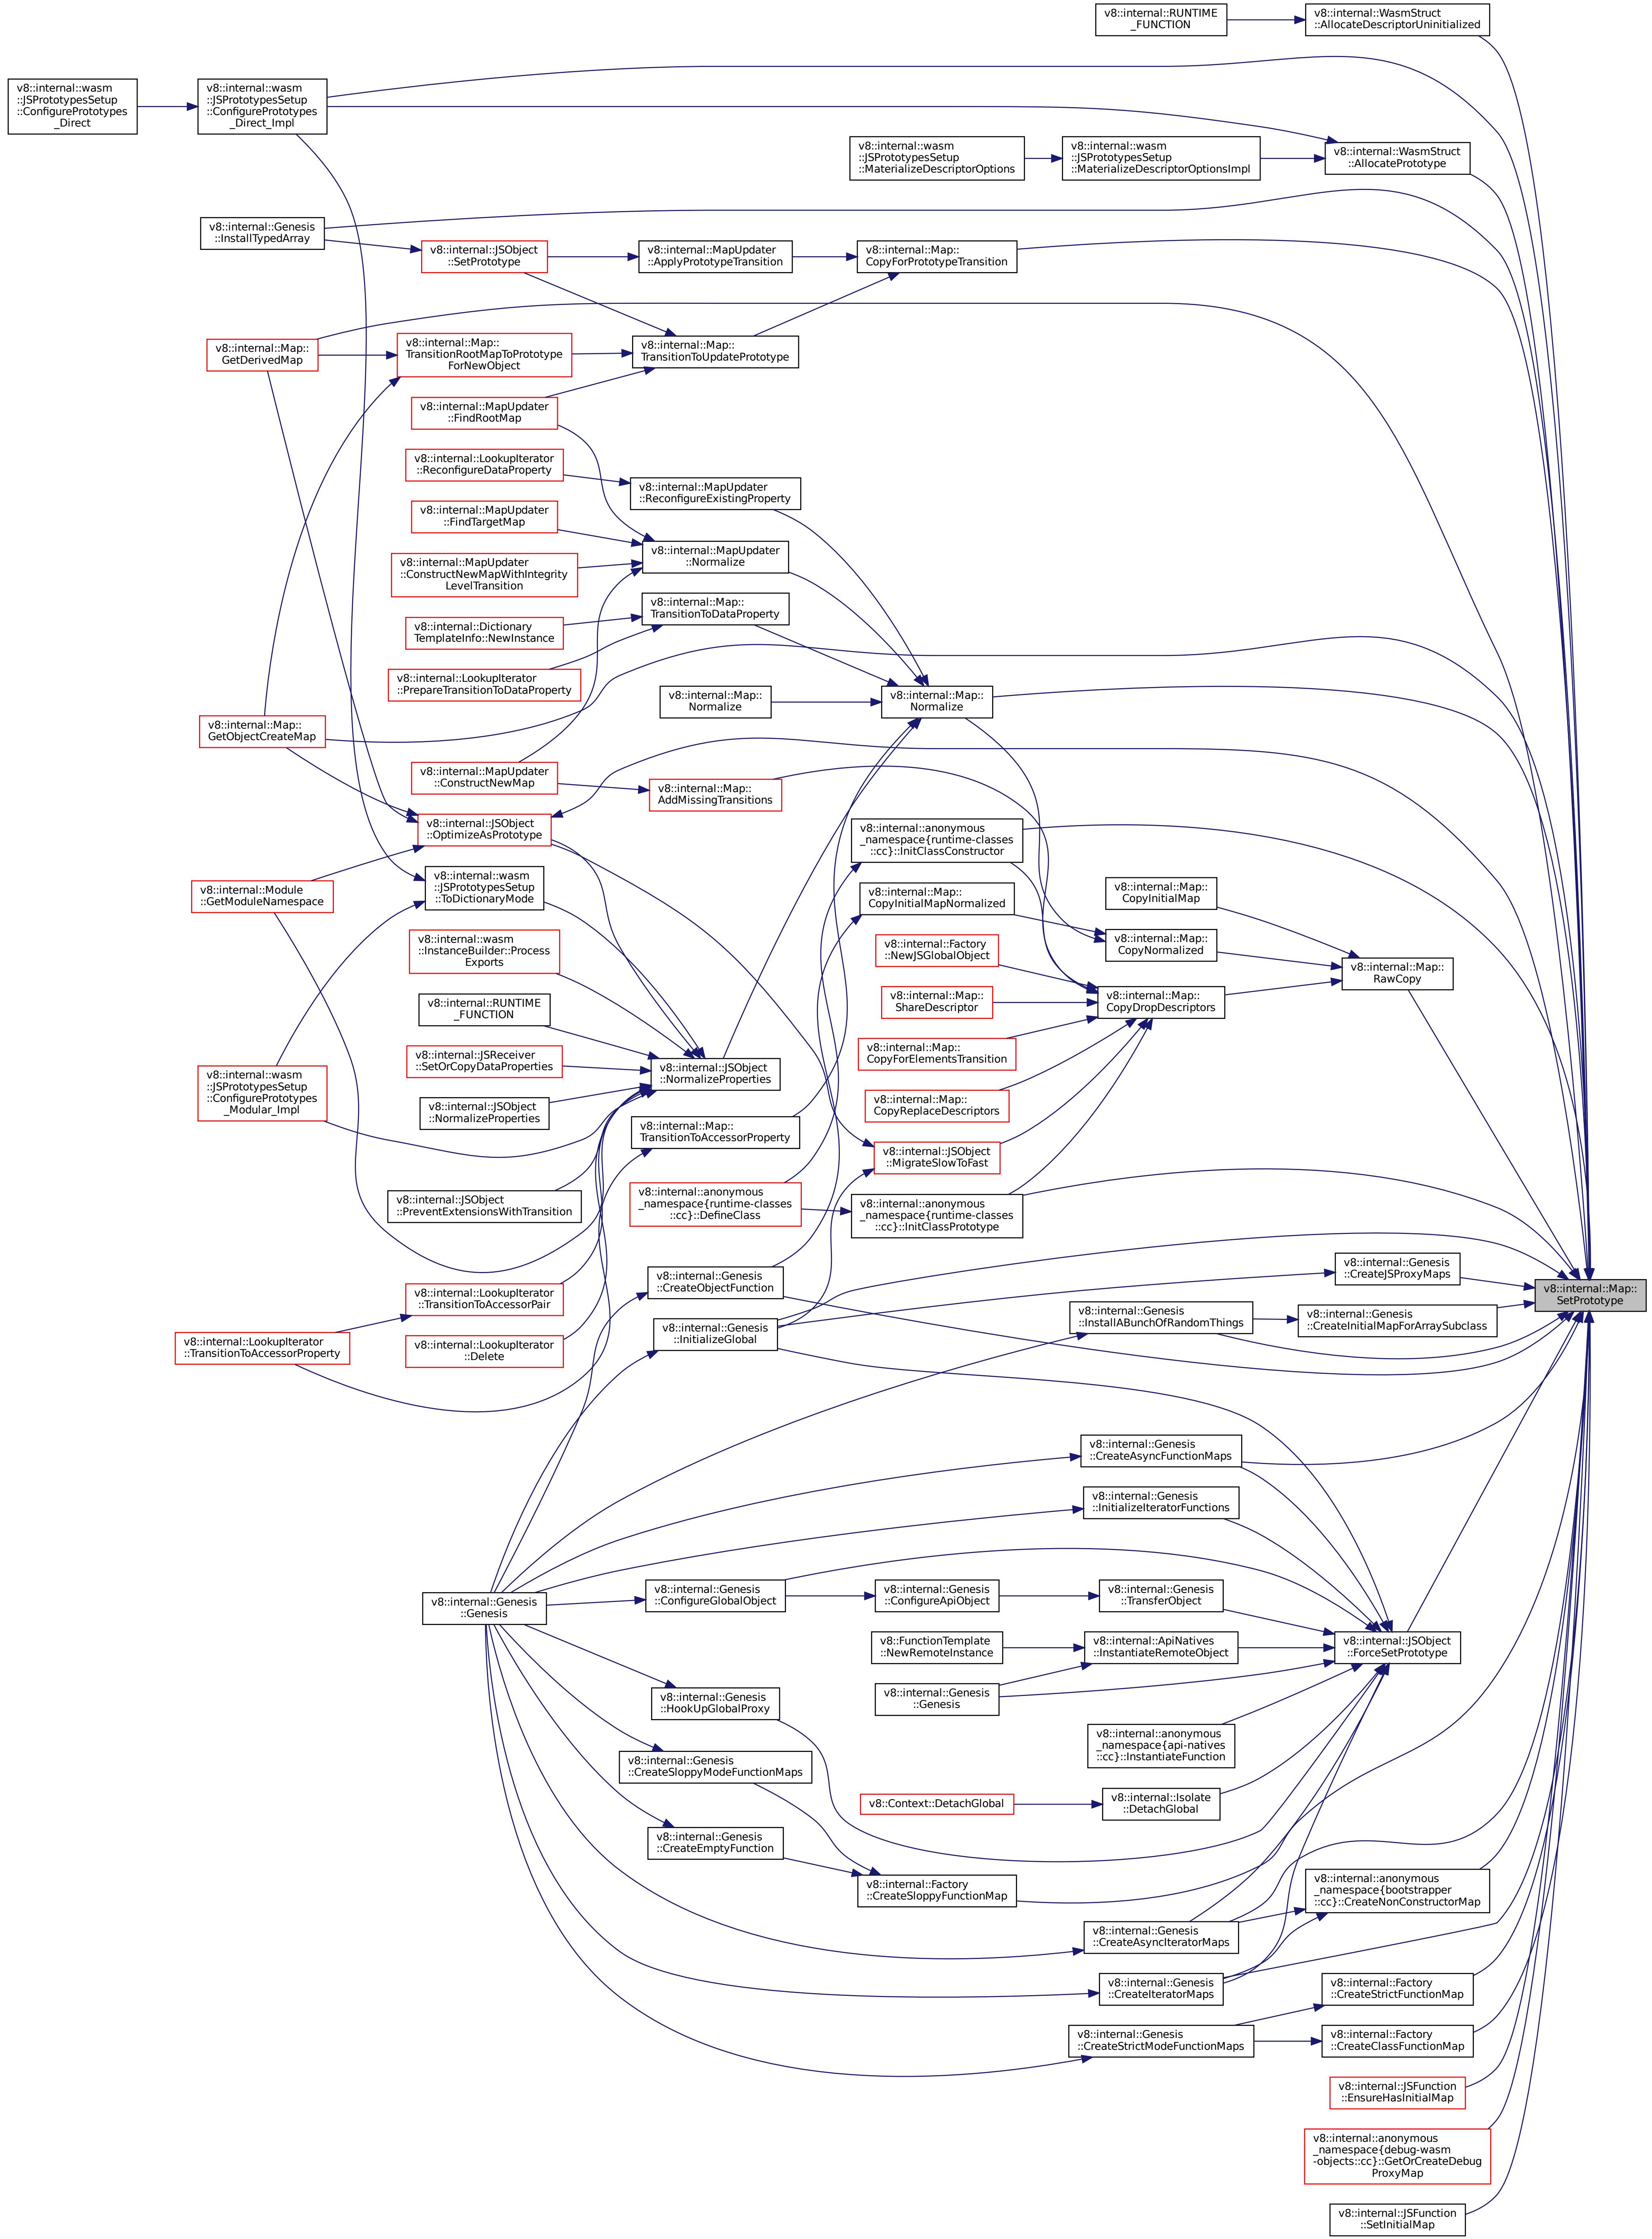 v8::internal::RUNTIME
_FUNCTION
v8::internal::WasmStruct
::AllocateDescriptorUninitialized
v8::internal::wasm
::JSPrototypesSetup
::ConfigurePrototypes
_Direct
v8::internal::wasm
::JSPrototypesSetup
::ConfigurePrototypes
_Direct_Impl
v8::internal::wasm
::JSPrototypesSetup
::MaterializeDescriptorOptions
v8::internal::wasm
::JSPrototypesSetup
::MaterializeDescriptorOptionsImpl
v8::internal::WasmStruct
::AllocatePrototype
v8::internal::Genesis
::InstallTypedArray
v8::internal::JSObject
::SetPrototype
v8::internal::MapUpdater
::ApplyPrototypeTransition
v8::internal::Map::
CopyForPrototypeTransition
v8::internal::Map::
GetDerivedMap
v8::internal::Map::
TransitionRootMapToPrototype
ForNewObject
v8::internal::Map::
TransitionToUpdatePrototype
v8::internal::MapUpdater
::FindRootMap
v8::internal::LookupIterator
::ReconfigureDataProperty
v8::internal::MapUpdater
::ReconfigureExistingProperty
v8::internal::MapUpdater
::FindTargetMap
v8::internal::MapUpdater
::Normalize
v8::internal::MapUpdater
::ConstructNewMapWithIntegrity
LevelTransition
v8::internal::Map::
TransitionToDataProperty
v8::internal::Dictionary
TemplateInfo::NewInstance
v8::internal::LookupIterator
::PrepareTransitionToDataProperty
v8::internal::Map::
Normalize
v8::internal::Map::
Normalize
v8::internal::Map::
GetObjectCreateMap
v8::internal::MapUpdater
::ConstructNewMap
v8::internal::Map::
AddMissingTransitions
v8::internal::JSObject
::OptimizeAsPrototype
v8::internal::anonymous
_namespace{runtime-classes
::cc}::InitClassConstructor
v8::internal::Module
::GetModuleNamespace
v8::internal::wasm
::JSPrototypesSetup
::ToDictionaryMode
v8::internal::Map::
CopyInitialMapNormalized
v8::internal::Map::
CopyInitialMap
v8::internal::wasm
::InstanceBuilder::Process
Exports
v8::internal::Factory
::NewJSGlobalObject
v8::internal::Map::
CopyNormalized
v8::internal::Map::
RawCopy
v8::internal::RUNTIME
_FUNCTION
v8::internal::Map::
ShareDescriptor
v8::internal::Map::
CopyDropDescriptors
v8::internal::JSReceiver
::SetOrCopyDataProperties
v8::internal::JSObject
::NormalizeProperties
v8::internal::Map::
CopyForElementsTransition
v8::internal::wasm
::JSPrototypesSetup
::ConfigurePrototypes
_Modular_Impl
v8::internal::JSObject
::NormalizeProperties
v8::internal::Map::
TransitionToAccessorProperty
v8::internal::Map::
CopyReplaceDescriptors
v8::internal::JSObject
::MigrateSlowToFast
v8::internal::JSObject
::PreventExtensionsWithTransition
v8::internal::anonymous
_namespace{runtime-classes
::cc}::DefineClass
v8::internal::anonymous
_namespace{runtime-classes
::cc}::InitClassPrototype
v8::internal::Genesis
::CreateObjectFunction
v8::internal::Genesis
::CreateJSProxyMaps
v8::internal::Map::
SetPrototype
v8::internal::LookupIterator
::TransitionToAccessorPair
v8::internal::Genesis
::InitializeGlobal
v8::internal::Genesis
::InstallABunchOfRandomThings
v8::internal::Genesis
::CreateInitialMapForArraySubclass
v8::internal::LookupIterator
::TransitionToAccessorProperty
v8::internal::LookupIterator
::Delete
v8::internal::Genesis
::CreateAsyncFunctionMaps
v8::internal::Genesis
::InitializeIteratorFunctions
v8::internal::Genesis
::Genesis
v8::internal::Genesis
::ConfigureGlobalObject
v8::internal::Genesis
::ConfigureApiObject
v8::internal::Genesis
::TransferObject
v8::FunctionTemplate
::NewRemoteInstance
v8::internal::ApiNatives
::InstantiateRemoteObject
v8::internal::JSObject
::ForceSetPrototype
v8::internal::Genesis
::HookUpGlobalProxy
v8::internal::Genesis
::Genesis
v8::internal::anonymous
_namespace{api-natives
::cc}::InstantiateFunction
v8::internal::Genesis
::CreateSloppyModeFunctionMaps
v8::Context::DetachGlobal
v8::internal::Isolate
::DetachGlobal
v8::internal::Genesis
::CreateEmptyFunction
v8::internal::Factory
::CreateSloppyFunctionMap
v8::internal::anonymous
_namespace{bootstrapper
::cc}::CreateNonConstructorMap
v8::internal::Genesis
::CreateAsyncIteratorMaps
v8::internal::Genesis
::CreateIteratorMaps
v8::internal::Factory
::CreateStrictFunctionMap
v8::internal::Genesis
::CreateStrictModeFunctionMaps
v8::internal::Factory
::CreateClassFunctionMap
v8::internal::JSFunction
::EnsureHasInitialMap
v8::internal::anonymous
_namespace{debug-wasm
-objects::cc}::GetOrCreateDebug
ProxyMap
v8::internal::JSFunction
::SetInitialMap